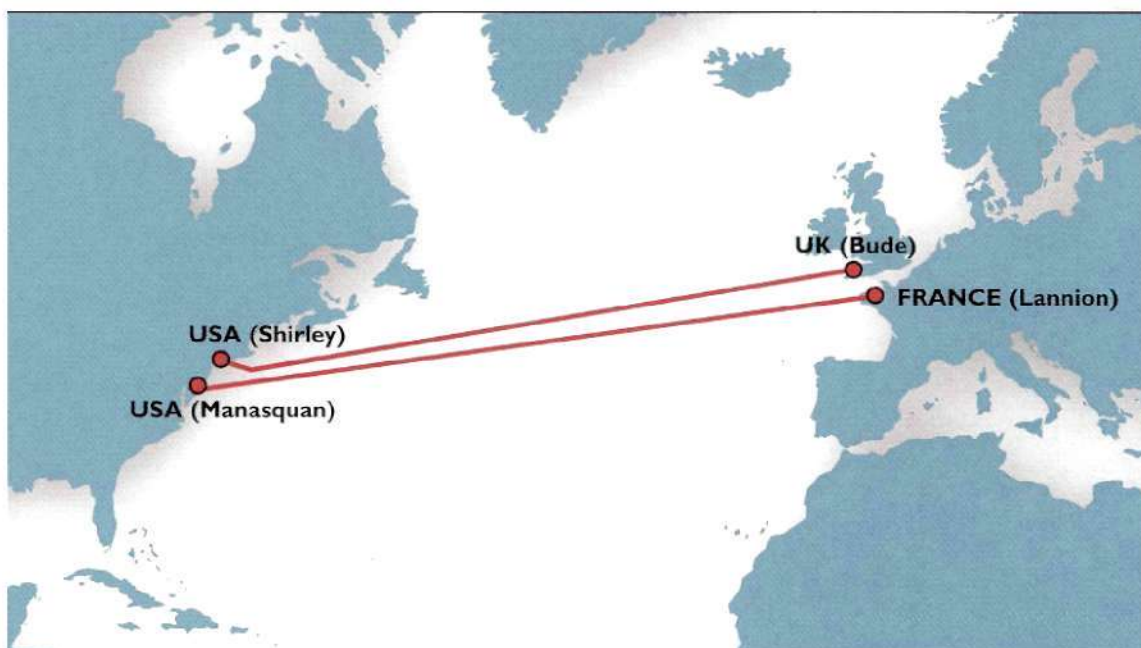 UK (Bude)
FRANCE (Lannion)
USA (Shirley)
USA (Manasquan)